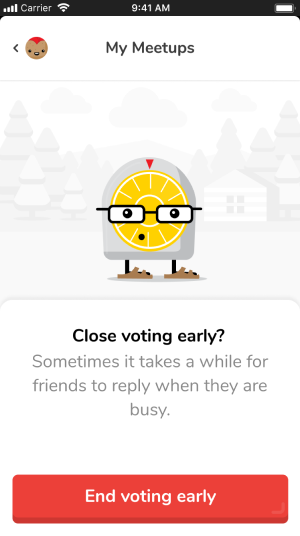 Carrier 9:41 AM
My Meetups
Close voting early?
Sometimes it takes a while for
friends to reply when they are
busy.
End voting early